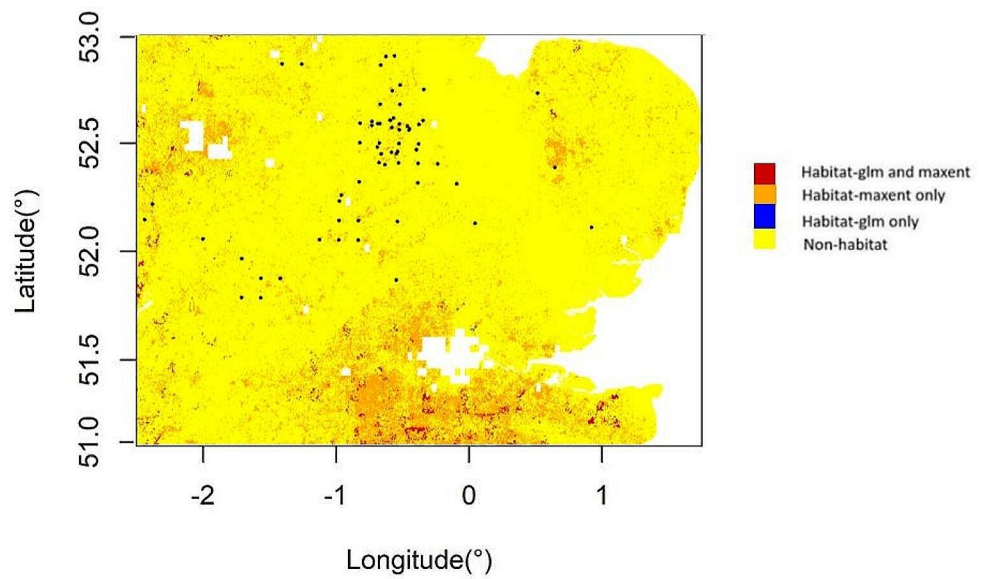 53.0
52.5
52.0
51.5
51.0
Latitude(°)
-2 -1 0 1
Longitude(°)
Habitat-glm and maxent
Habitat-maxent only
Habitat-glm only
Non-habitat